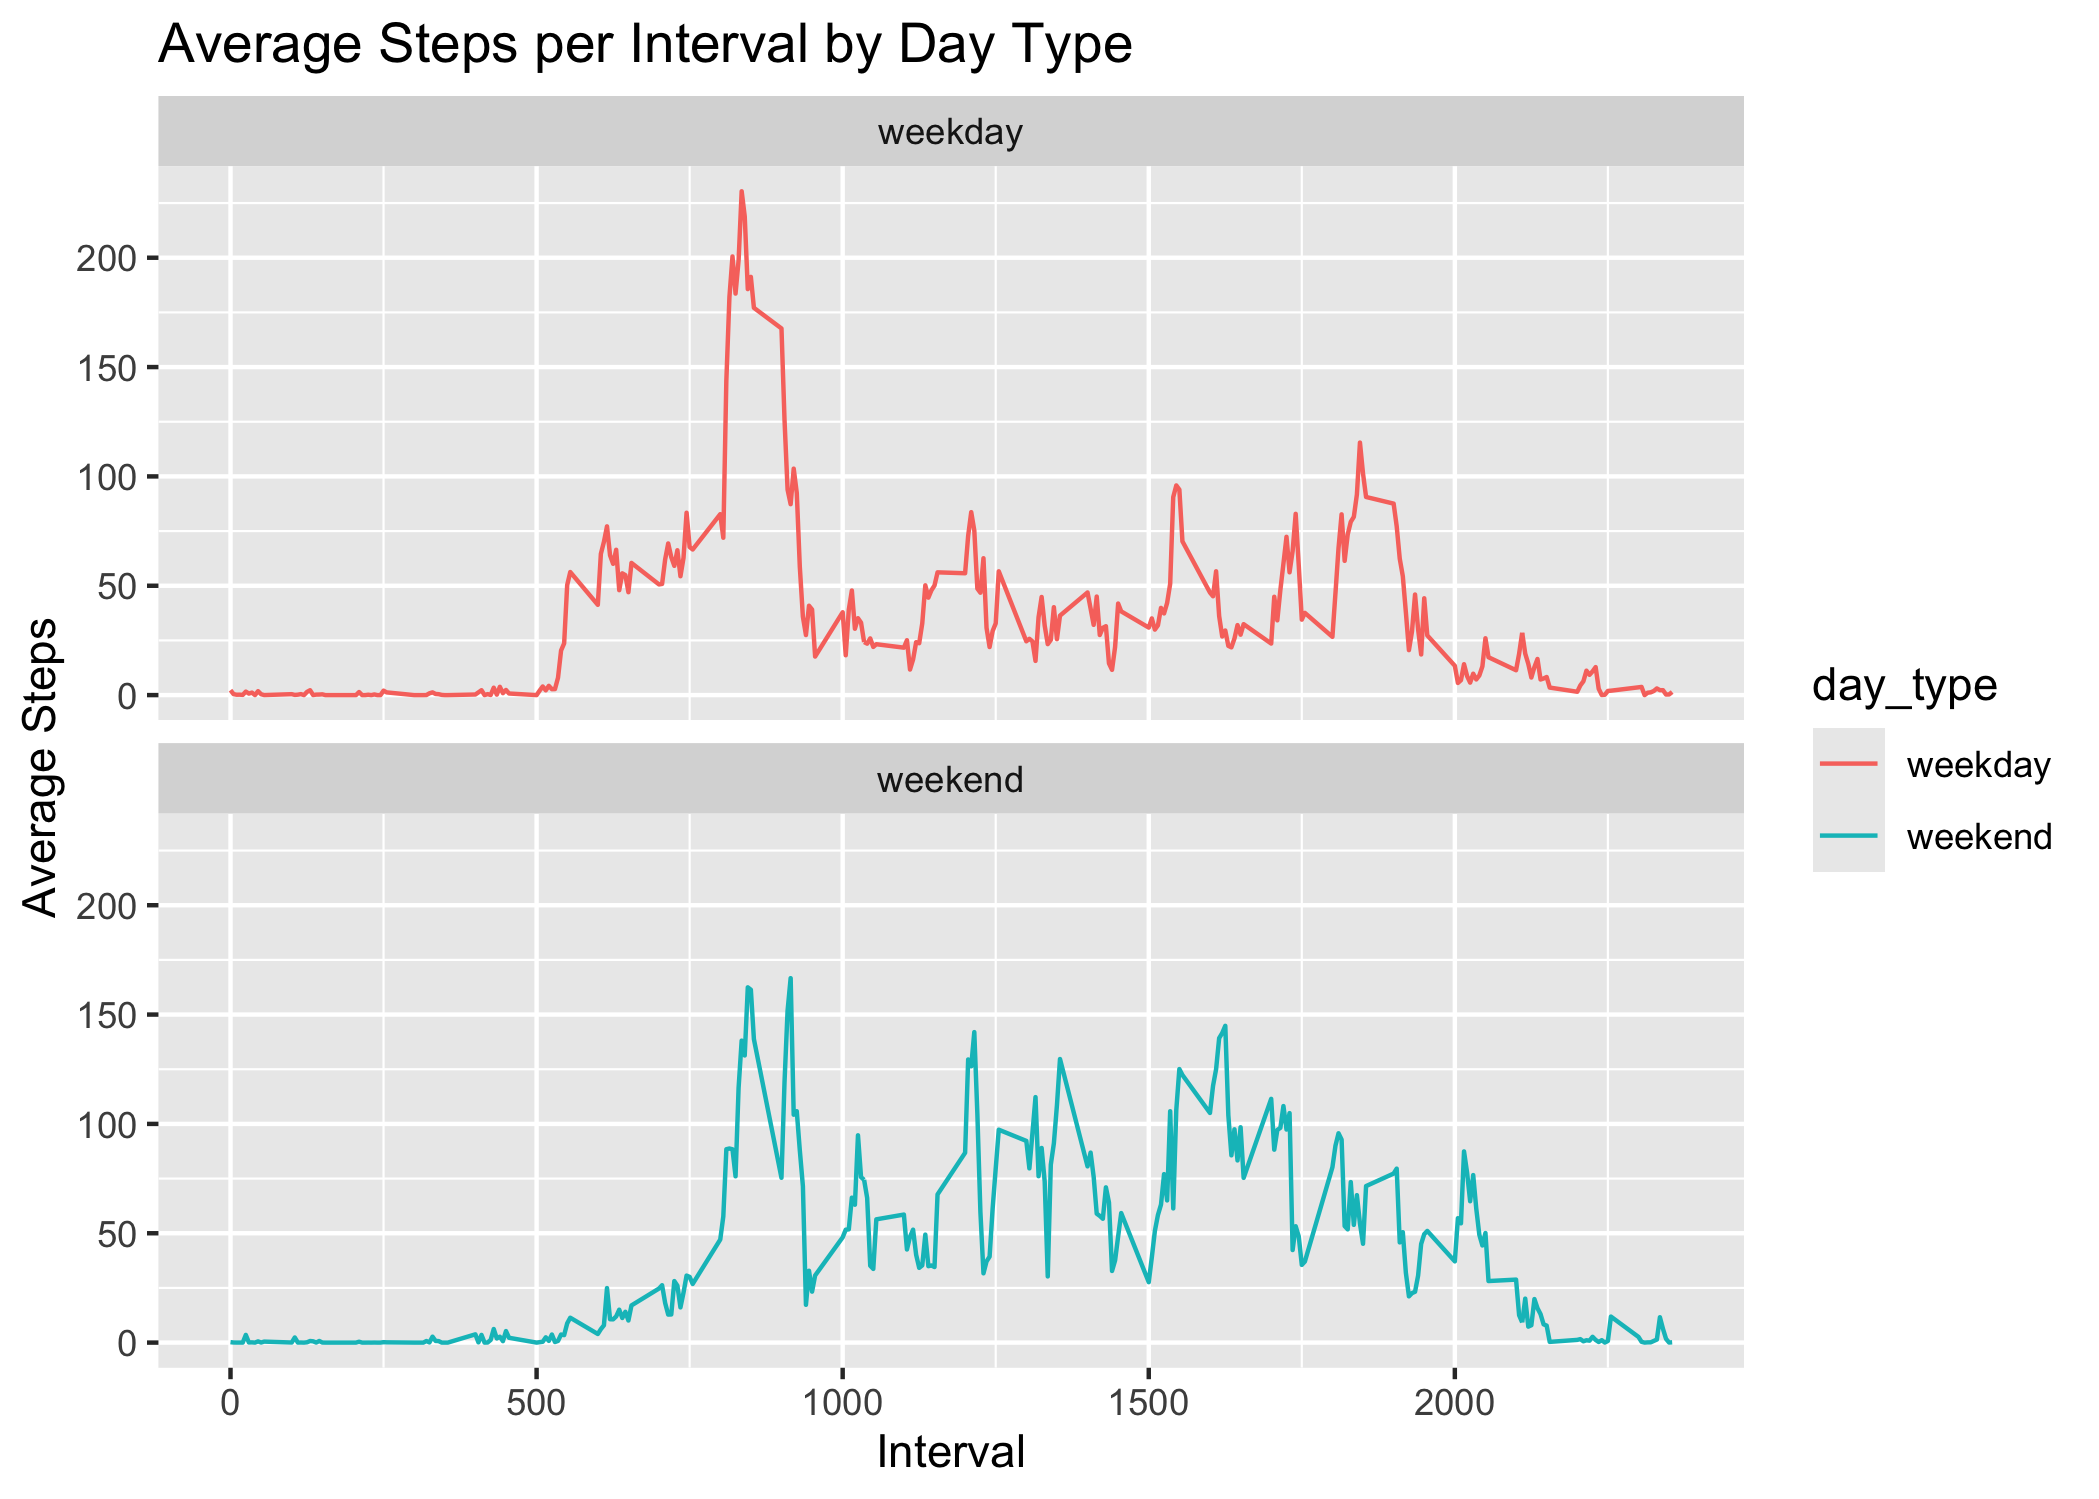 Average Steps per Interval by Day Type
weekday
200
150
100
50
0
weekend
200
150
100
50
0
0 500 1000 1500 2000
Interval
Average Steps
day_type
weekday
weekend